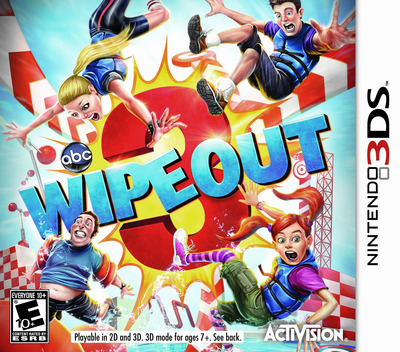 abc
WIPEOUT
3
NINTENDO 3DS
EVERYONE 10+
E
10+
CONTENT RATED BY
ESRB
Playable in 2D and 3D. 3D mode for ages 7+. See back.
ACTIVISION